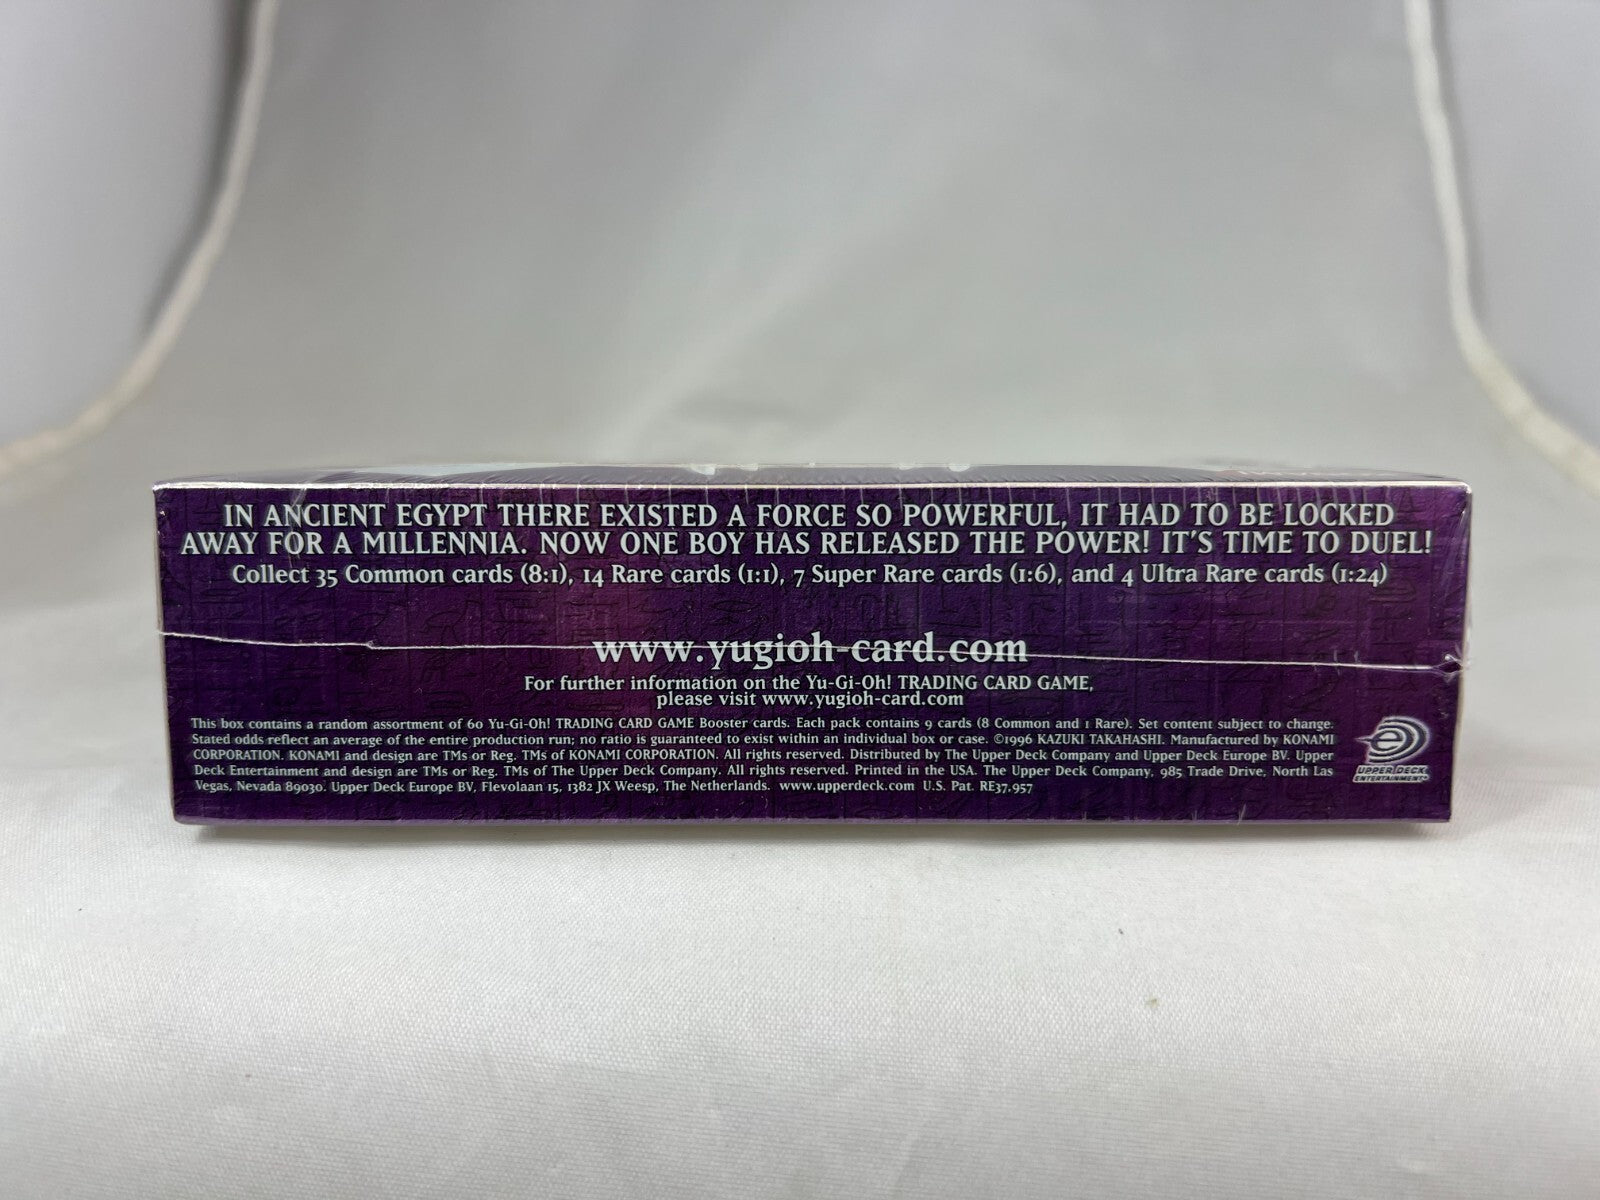 IN ANCIENT EGYPT THERE EXISTED A FORCE SO POWERFUL, IT HAD TO BE LOCKED
AWAY FOR A MILLENNIA. NOW ONE BOY HAS RELEASED THE POWER! IT'S TIME TO DUEL!
Collect 35 Common cards (8:1), 14 Rare cards (1:1), 7 Super Rare cards (1:6), and 4 Ultra Rare cards (1:24)
www.yugioh-card.com
For further information on the Yu-Gi-Oh! TRADING CARD GAME,
please visit www.yugioh-card.com
This box contains a random assortment of 60 Yu-Gi-Oh! TRADING CARD GAME Booster cards. Each pack contains 9 cards (8 Common and 1 Rare). Set content subject to change.
Stated odds reflect an average of the entire production run; no ratio is guaranteed to exist within an individual box or case. ©1996 KAZUKI TAKAHASHI. Manufactured by KONAMI
CORPORATION. KONAMI and design are TMs or Reg. TMs of KONAMI CORPORATION. All rights reserved. Distributed by The Upper Deck Company and Upper Deck Europe BV. Upper
Deck Entertainment and design are TMs or Reg. TMs of The Upper Deck Company. All rights reserved. Printed in the USA. The Upper Deck Company, 985 Trade Drive, North Las
Vegas, Nevada 89030. Upper Deck Europe BV, Flevolaan 15, 1382 JX Weesp, The Netherlands. www.upperdeck.com U.S. Pat. RE37,957
UPPER DECK
ENTERTAINMENT